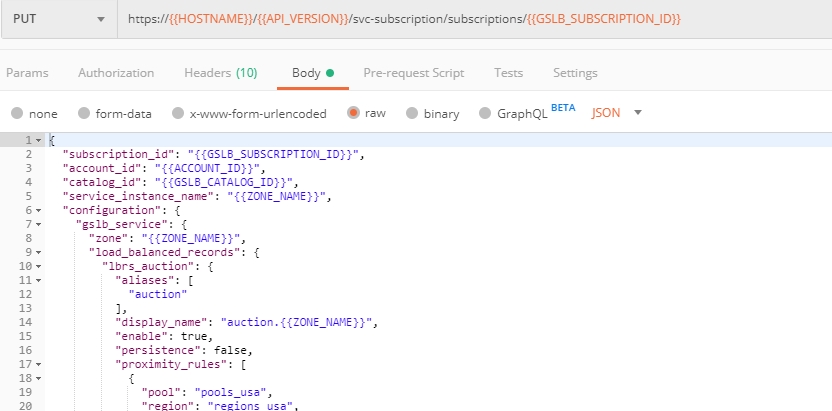 PUT https://{{HOSTNAME}}/{{API_VERSION}}/svc-subscription/subscriptions/{{GSLB_SUBSCRIPTION_ID}}
Params Authorization Headers (10) Body Pre-request Script Tests Settings
none form-data x-www-form-urlencoded raw binary GraphQL BETA JSON
1 {
2 "subscription_id": "{{GSLB_SUBSCRIPTION_ID}}",
3 "account_id": "{{ACCOUNT_ID}}",
4 "catalog_id": "{{GSLB_CATALOG_ID}}",
5 "service_instance_name": "{{ZONE_NAME}}",
6 "configuration": {
7 "gslb_service": {
8 "zone": "{{ZONE_NAME}}",
9 "load_balanced_records": {
10 "lbrs_auction": {
11 "aliases": [
12 "auction"
13 ],
14 "display_name": "auction.{{ZONE_NAME}}",
15 "enable": true,
16 "persistence": false,
17 "proximity_rules": [
18 {
19 "pool": "pools_usa",
20 "region": "regions_usa",